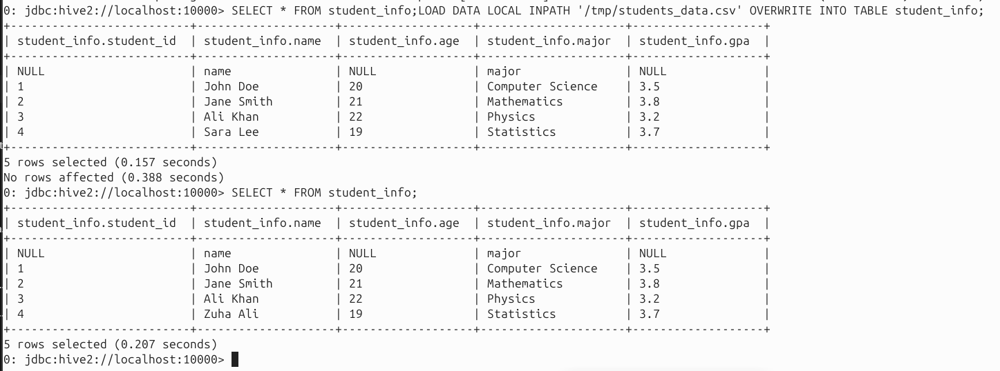 0: jdbc:hive2://localhost:10000> SELECT * FROM student_info;LOAD DATA LOCAL INPATH '/tmp/students_data.csv' OVERWRITE INTO TABLE student_info;
+--------------------------+--------------------+-------------------+---------------------+-------------------+
| student_info.student_id  | student_info.name  | student_info.age  | student_info.major  | student_info.gpa  |
+--------------------------+--------------------+-------------------+---------------------+-------------------+
| NULL                     | name               | NULL              | major               | NULL              |
| 1                        | John Doe           | 20                | Computer Science    | 3.5               |
| 2                        | Jane Smith         | 21                | Mathematics         | 3.8               |
| 3                        | Ali Khan           | 22                | Physics             | 3.2               |
| 4                        | Sara Lee           | 19                | Statistics          | 3.7               |
+--------------------------+--------------------+-------------------+---------------------+-------------------+
5 rows selected (0.157 seconds)
No rows affected (0.388 seconds)
0: jdbc:hive2://localhost:10000> SELECT * FROM student_info;
+--------------------------+--------------------+-------------------+---------------------+-------------------+
| student_info.student_id  | student_info.name  | student_info.age  | student_info.major  | student_info.gpa  |
+--------------------------+--------------------+-------------------+---------------------+-------------------+
| NULL                     | name               | NULL              | major               | NULL              |
| 1                        | John Doe           | 20                | Computer Science    | 3.5               |
| 2                        | Jane Smith         | 21                | Mathematics         | 3.8               |
| 3                        | Ali Khan           | 22                | Physics             | 3.2               |
| 4                        | Zuha Ali           | 19                | Statistics          | 3.7               |
+--------------------------+--------------------+-------------------+---------------------+-------------------+
5 rows selected (0.207 seconds)
0: jdbc:hive2://localhost:10000>